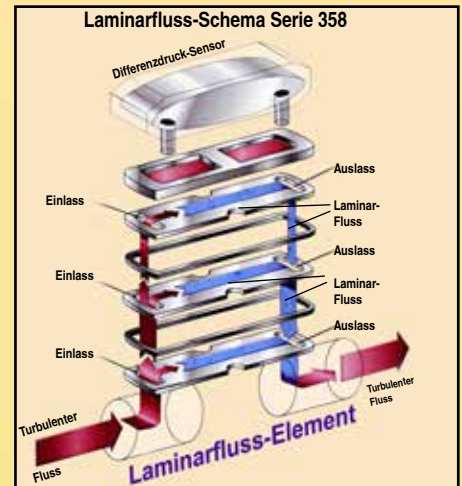 Laminarfluss-Schema Serie 358
Differenzdruck-Sensor
Auslass
Einlass
Laminar-
Fluss
Auslass
Einlass
Laminar-
Fluss
Auslass
Einlass
Turbulenter
Fluss
Turbulenter
Fluss
Laminarfluss-Element